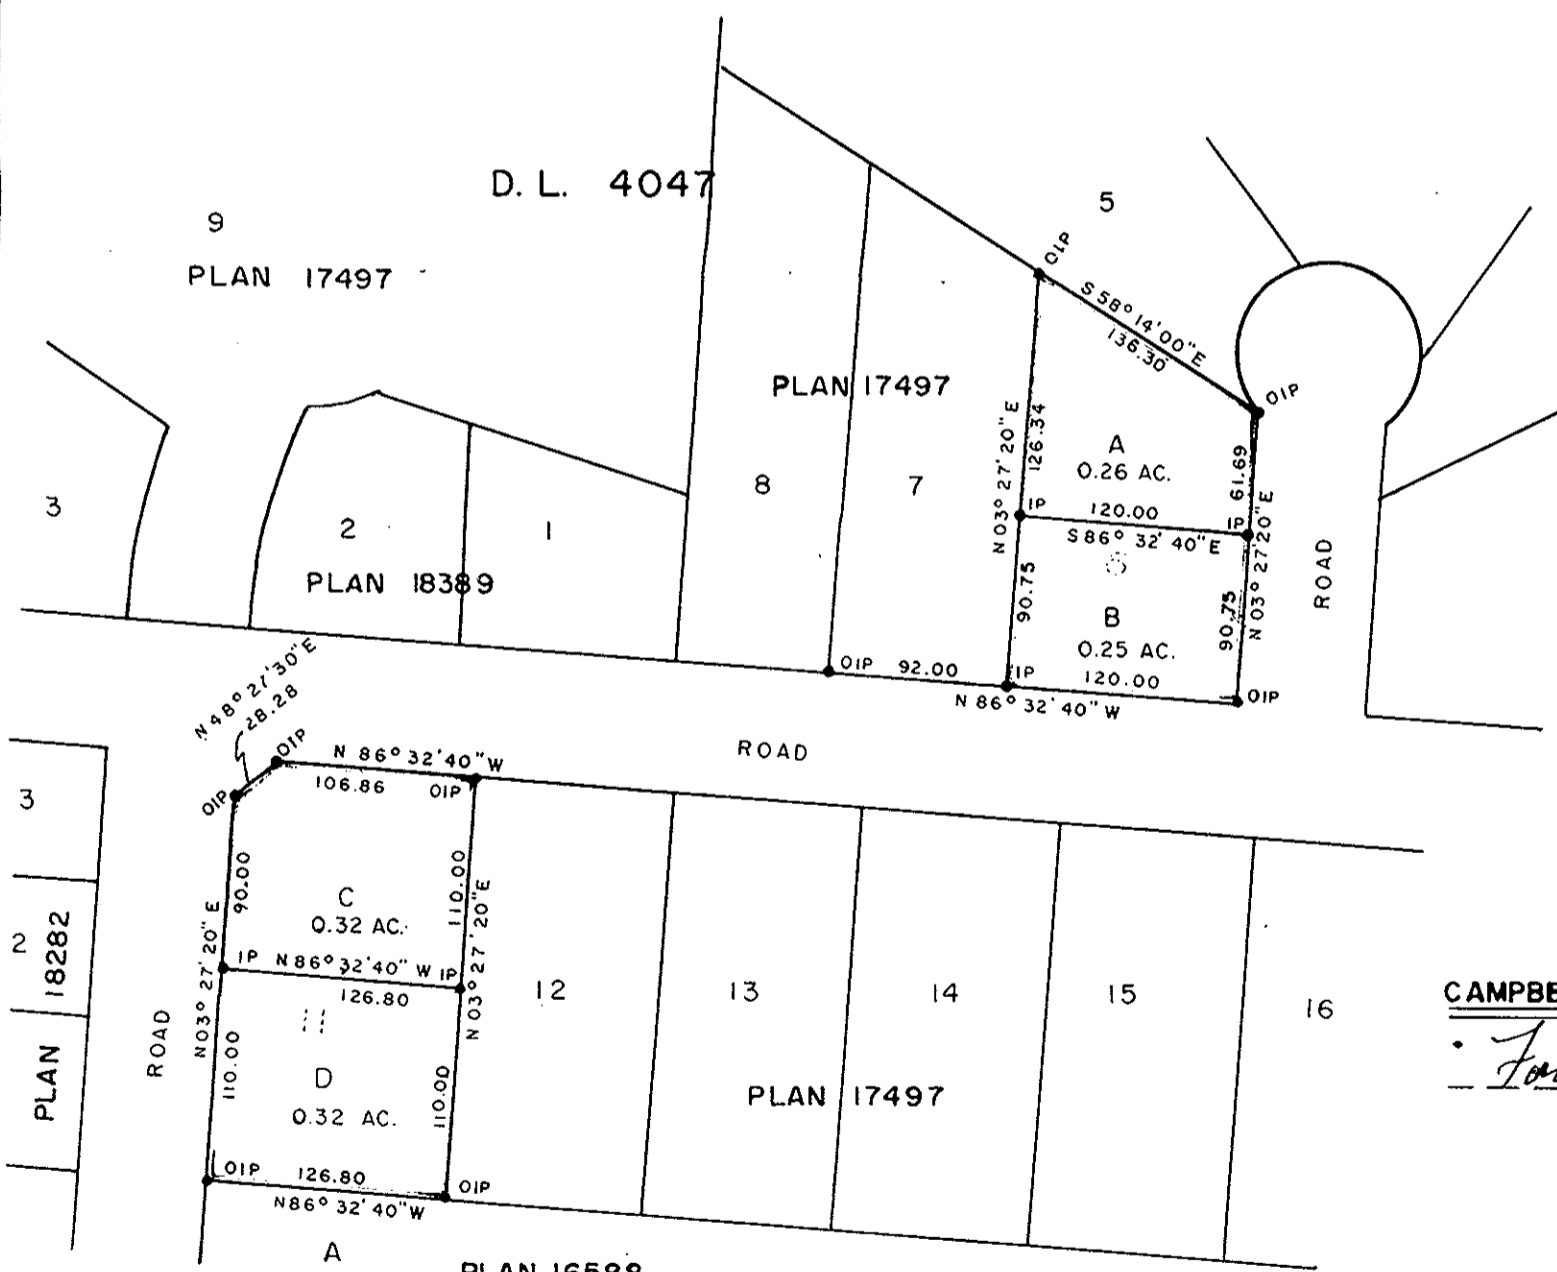 D. L. 4047
9
PLAN 17497
5
OIP
S 58° 14' 00" E
136.30
OIP
PLAN 17497
N 03° 27' 20" E
126.34
A
0.26 AC.
61.69
8
7
3
2
1
PLAN 18389
IP
120.00
IP
S 86° 32' 40" E
N 03° 27' 20" E
ROAD
90.75
B
0.25 AC.
90.75
OIP
92.00
IP
120.00
OIP
N 86° 32' 40" W
N 48° 27' 30" E
28.28
OIP
N 86° 32' 40" W
ROAD
106.86
OIP
OIP
3
90.00
C
0.32 AC.
110.00
N 03° 27' 20" E
N 03° 27' 20" E
2
PLAN 18282
IP
N 86° 32' 40" W
IP
126.80
12
13
14
15
16
CAMPBE
ROAD
110.00
D
0.32 AC.
110.00
PLAN 17497
OIP
126.80
OIP
N 86° 32' 40" W
A
PLAN 16588